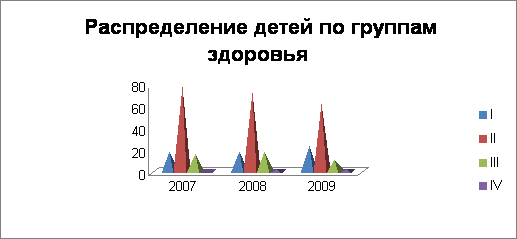 Распределение детей по группам
здоровья
80
60
40
20
0
2007 2008 2009
I
II
III
IV